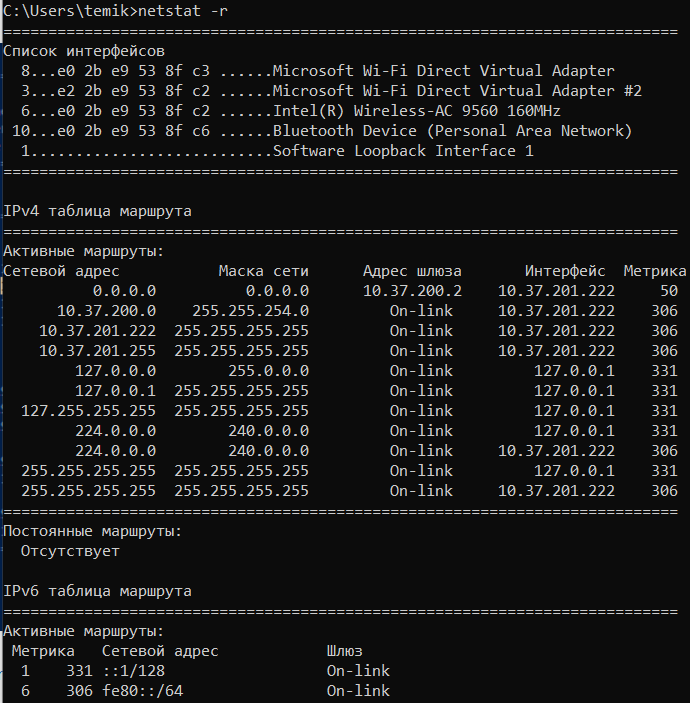 C:\Users\temik>netstat -r
===========================================================================
Список интерфейсов
  8...e0 2b e9 53 8f c3 ......Microsoft Wi-Fi Direct Virtual Adapter
  3...e2 2b e9 53 8f c2 ......Microsoft Wi-Fi Direct Virtual Adapter #2
  6...e0 2b e9 53 8f c2 ......Intel(R) Wireless-AC 9560 160MHz
 10...e0 2b e9 53 8f c6 ......Bluetooth Device (Personal Area Network)
  1...........................Software Loopback Interface 1
===========================================================================
IPv4 таблица маршрута
===========================================================================
Активные маршруты:
Сетевой адрес           Маска сети      Адрес шлюза       Интерфейс  Метрика
          0.0.0.0          0.0.0.0      10.37.200.2    10.37.201.222     50
      10.37.200.0    255.255.254.0         On-link     10.37.201.222    306
    10.37.201.222  255.255.255.255         On-link     10.37.201.222    306
    10.37.201.255  255.255.255.255         On-link     10.37.201.222    306
        127.0.0.0        255.0.0.0         On-link         127.0.0.1    331
        127.0.0.1  255.255.255.255         On-link         127.0.0.1    331
  127.255.255.255  255.255.255.255         On-link         127.0.0.1    331
        224.0.0.0        240.0.0.0         On-link         127.0.0.1    331
        224.0.0.0        240.0.0.0         On-link     10.37.201.222    306
  255.255.255.255  255.255.255.255         On-link         127.0.0.1    331
  255.255.255.255  255.255.255.255         On-link     10.37.201.222    306
===========================================================================
Постоянные маршруты:
  Отсутствует
IPv6 таблица маршрута
===========================================================================
Активные маршруты:
 Метрика   Сетевой адрес            Шлюз
  1    331 ::1/128                  On-link
  6    306 fe80::/64                On-link